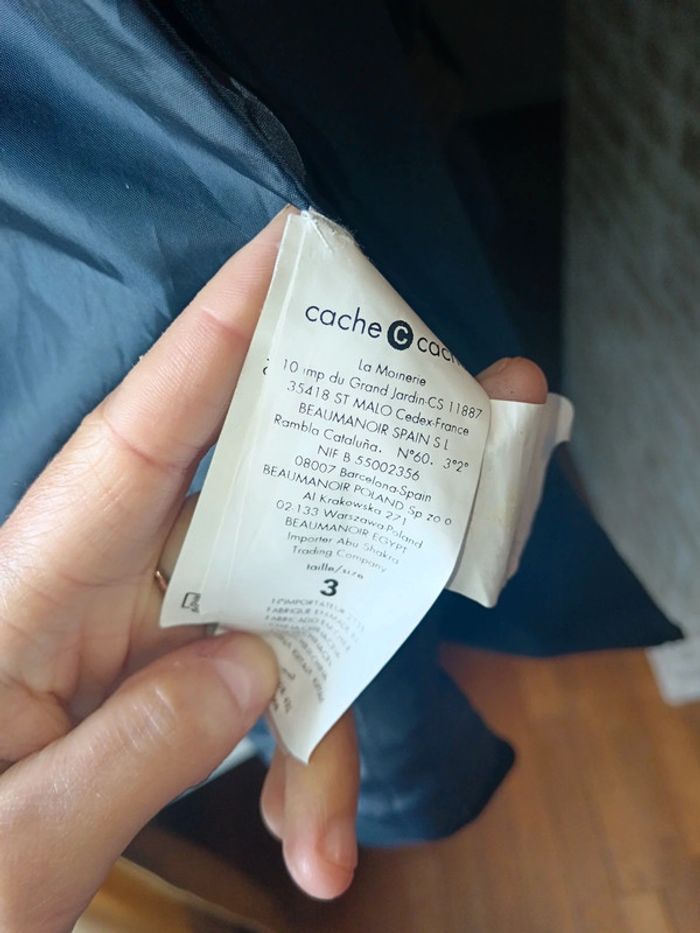 cache C cac
La Moinerie
10 imp du Grand Jardin-CS 11887
35418 ST MALO Cedex-France
BEAUMANOIR SPAIN S L
Rambla Cataluña. N°60. 3°2°
NIF B 55002356
08007 Barcelona-Spain
BEAUMANOIR POLAND Sp zo o
Al Krakowska 271
02-133 Warszawa Poland
BEAUMANOIR EGYPT
Importer Abu Shakra
Trading Company
taille/size
3